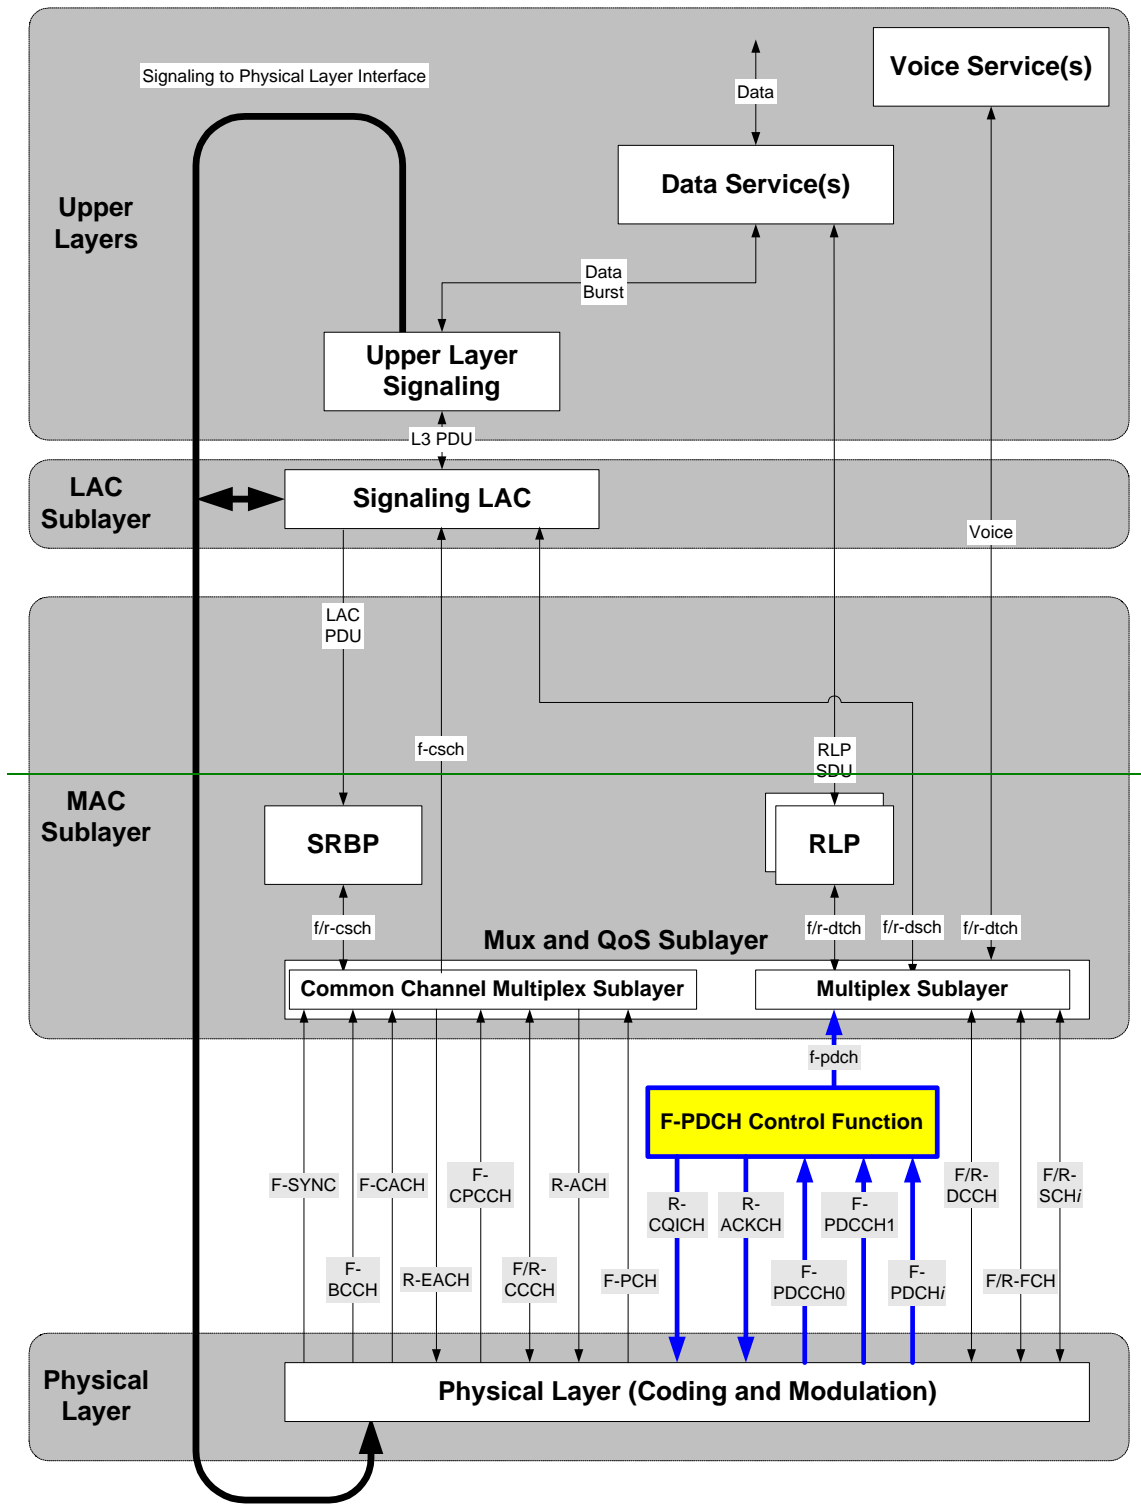 Voice Service(s)
Signaling to Physical Layer Interface
Data
Data Service(s)
Upper
Layers
Data
Burst
Upper Layer
Signaling
L3 PDU
LAC
Sublayer
Signaling LAC
Voice
LAC
PDU
f-csch
RLP
SDU
MAC
Sublayer
SRBP
RLP
f/r-csch
f/r-dtch
f/r-dsch
f/r-dtch
Mux and QoS Sublayer
Common Channel Multiplex Sublayer
Multiplex Sublayer
f-pdch
F-PDCH Control Function
F-SYNC
F-CACH
F-
CPCCH
R-ACH
R-
CQICH
R-
ACKCH
F-
PDCCH1
F/R-
DCCH
F/R-
SCHi
F-
BCCH
R-EACH
F/R-
CCCH
F-PCH
F-
PDCCH0
F-
PDCHi
F/R-FCH
Physical
Layer
Physical Layer (Coding and Modulation)